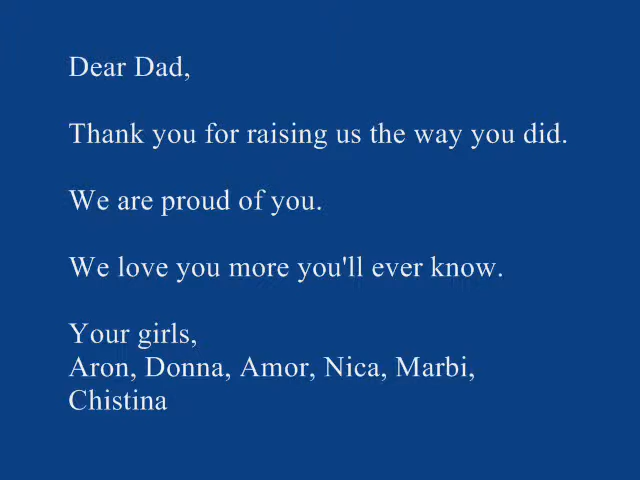 Dear Dad,
Thank you for raising us the way you did.
We are proud of you.
We love you more you'll ever know.
Your girls,
Aron, Donna, Amor, Nica, Marbi,
Chistina